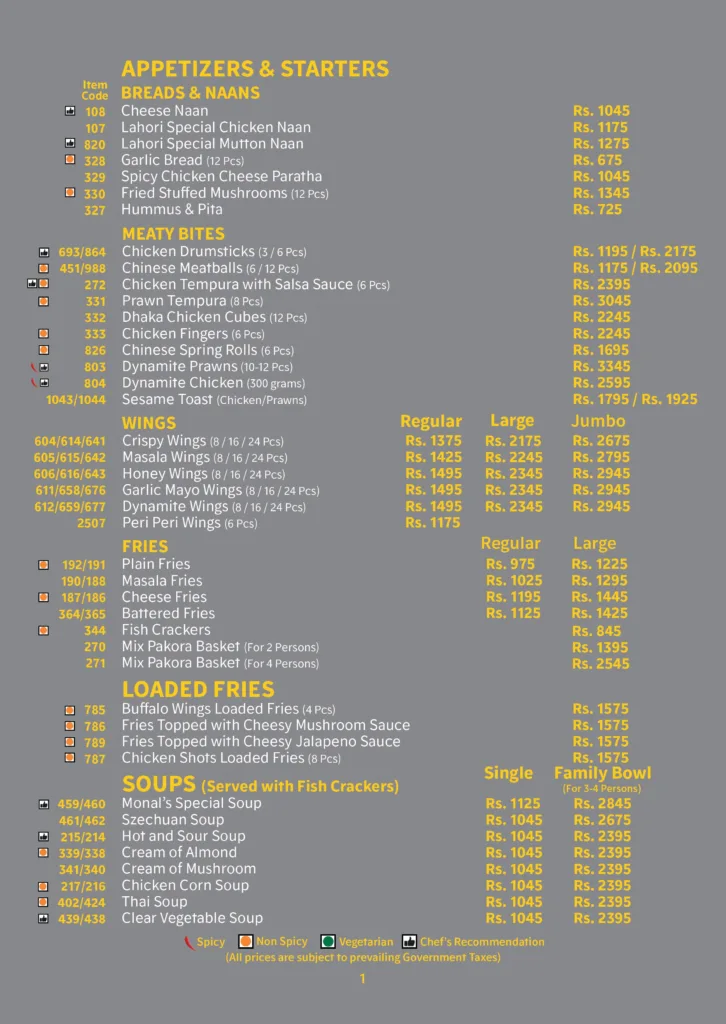 APPETIZERS & STARTERS
Item Code BREADS & NAANS
108 Cheese Naan Rs. 1045
107 Lahori Special Chicken Naan Rs. 1175
820 Lahori Special Mutton Naan Rs. 1275
328 Garlic Bread (12 Pcs) Rs. 675
329 Spicy Chicken Cheese Paratha Rs. 1045
330 Fried Stuffed Mushrooms (12 Pcs) Rs. 1345
327 Hummus & Pita Rs. 725
MEATY BITES
693/864 Chicken Drumsticks (3 / 6 Pcs) Rs. 1195 / Rs. 2175
451/988 Chinese Meatballs (6 / 12 Pcs) Rs. 1175 / Rs. 2095
272 Chicken Tempura with Salsa Sauce (6 Pcs) Rs. 2395
331 Prawn Tempura (8 Pcs) Rs. 3045
332 Dhaka Chicken Cubes (12 Pcs) Rs. 2245
333 Chicken Fingers (6 Pcs) Rs. 2245
826 Chinese Spring Rolls (6 Pcs) Rs. 1695
803 Dynamite Prawns (10-12 Pcs) Rs. 3345
804 Dynamite Chicken (300 grams) Rs. 2595
1043/1044 Sesame Toast (Chicken/Prawns) Rs. 1795 / Rs. 1925
WINGS Regular Large Jumbo
604/614/641 Crispy Wings (8 / 16 / 24 Pcs) Rs. 1375 Rs. 2175 Rs. 2675
605/615/642 Masala Wings (8 / 16 / 24 Pcs) Rs. 1425 Rs. 2245 Rs. 2795
606/616/643 Honey Wings (8 / 16 / 24 Pcs) Rs. 1495 Rs. 2345 Rs. 2945
611/658/676 Garlic Mayo Wings (8 / 16 / 24 Pcs) Rs. 1495 Rs. 2345 Rs. 2945
612/659/677 Dynamite Wings (8 / 16 / 24 Pcs) Rs. 1495 Rs. 2345 Rs. 2945
2507 Peri Peri Wings (6 Pcs) Rs. 1175
FRIES Regular Large
192/191 Plain Fries Rs. 975 Rs. 1225
190/188 Masala Fries Rs. 1025 Rs. 1295
187/186 Cheese Fries Rs. 1195 Rs. 1445
364/365 Battered Fries Rs. 1125 Rs. 1425
344 Fish Crackers Rs. 845
270 Mix Pakora Basket (For 2 Persons) Rs. 1395
271 Mix Pakora Basket (For 4 Persons) Rs. 2545
LOADED FRIES
785 Buffalo Wings Loaded Fries (4 Pcs) Rs. 1575
786 Fries Topped with Cheesy Mushroom Sauce Rs. 1575
789 Fries Topped with Cheesy Jalapeno Sauce Rs. 1575
787 Chicken Shots Loaded Fries (8 Pcs) Rs. 1575
SOUPS (Served with Fish Crackers) Single Family Bowl
(For 3-4 Persons)
459/460 Monal's Special Soup Rs. 1125 Rs. 2845
461/462 Szechuan Soup Rs. 1045 Rs. 2675
215/214 Hot and Sour Soup Rs. 1045 Rs. 2395
339/338 Cream of Almond Rs. 1045 Rs. 2395
341/340 Cream of Mushroom Rs. 1045 Rs. 2395
217/216 Chicken Corn Soup Rs. 1045 Rs. 2395
402/424 Thai Soup Rs. 1045 Rs. 2395
439/438 Clear Vegetable Soup Rs. 1045 Rs. 2395
Spicy Non Spicy Vegetarian Chef's Recommendation
(All prices are subject to prevailing Government Taxes)
1